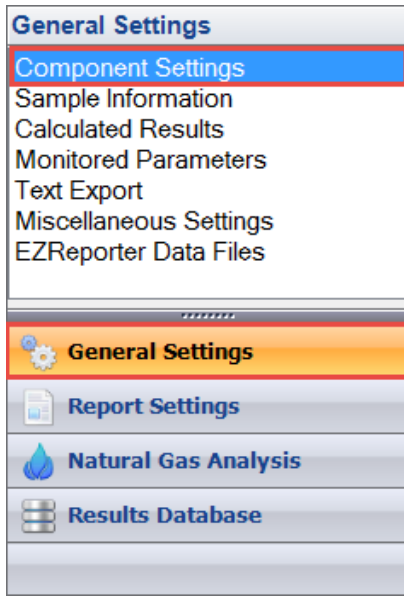 General Settings
Component Settings
Sample Information
Calculated Results
Monitored Parameters
Text Export
Miscellaneous Settings
EZReporter Data Files
General Settings
Report Settings
Natural Gas Analysis
Results Database